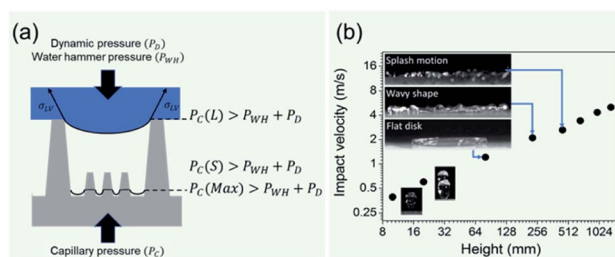 (a)
Dynamic pressure (P_D)
Water hammer pressure (P_WH)
σ_LV
σ_LV
P_C(L) > P_WH + P_D
P_C(S) > P_WH + P_D
P_C(Max) > P_WH + P_D
Capillary pressure (P_C)
(b)
Impact velocity (m/s)
16
8
4
2
1
0.5
0.25
Splash motion
Wavy shape
Flat disk
8
16
32
64
128
256
512
1024
Height (mm)